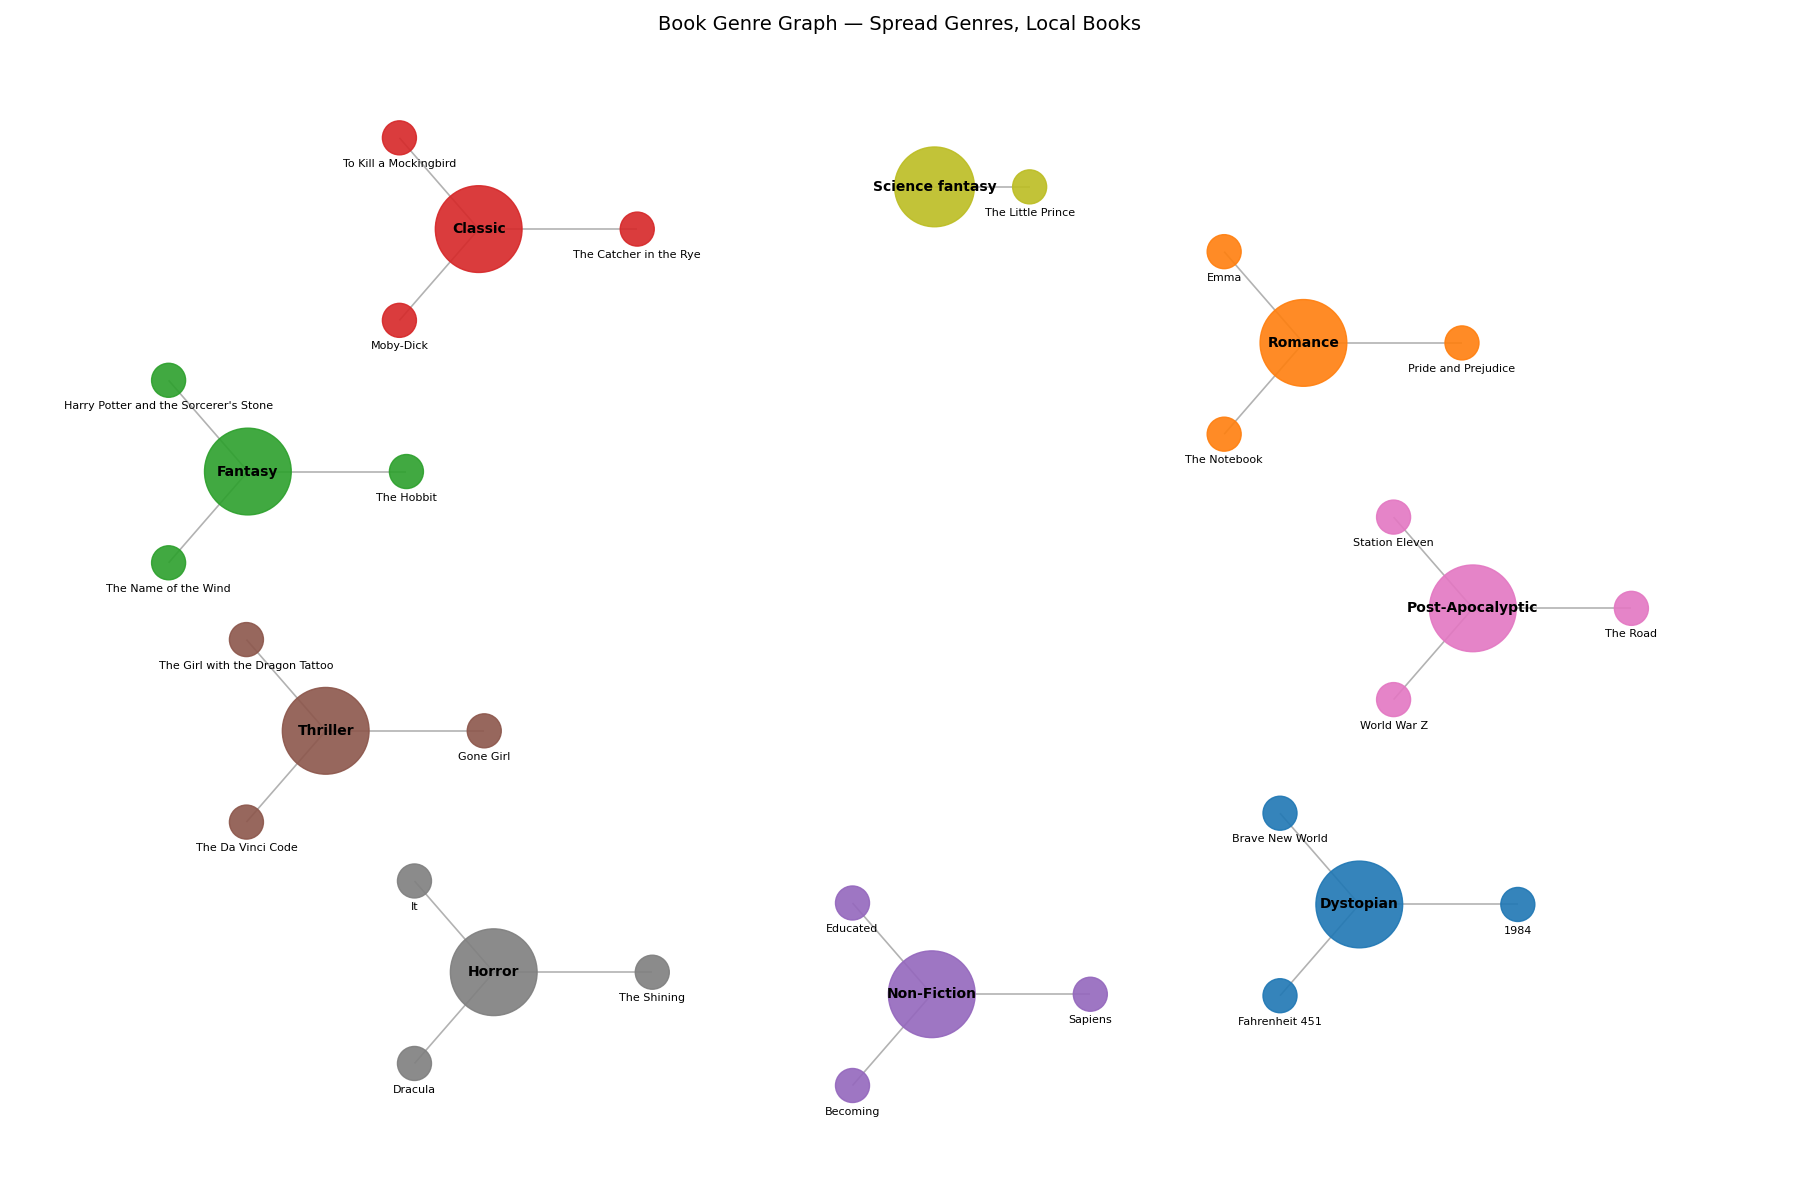 Book Genre Graph — Spread Genres, Local Books
To Kill a Mockingbird
Classic
The Catcher in the Rye
Moby-Dick
Science fantasy
The Little Prince
Emma
Romance
Pride and Prejudice
The Notebook
Harry Potter and the Sorcerer's Stone
Fantasy
The Hobbit
The Name of the Wind
Station Eleven
Post-Apocalyptic
The Road
World War Z
The Girl with the Dragon Tattoo
Thriller
Gone Girl
The Da Vinci Code
Brave New World
Dystopian
1984
Fahrenheit 451
It
Horror
The Shining
Dracula
Educated
Non-Fiction
Sapiens
Becoming